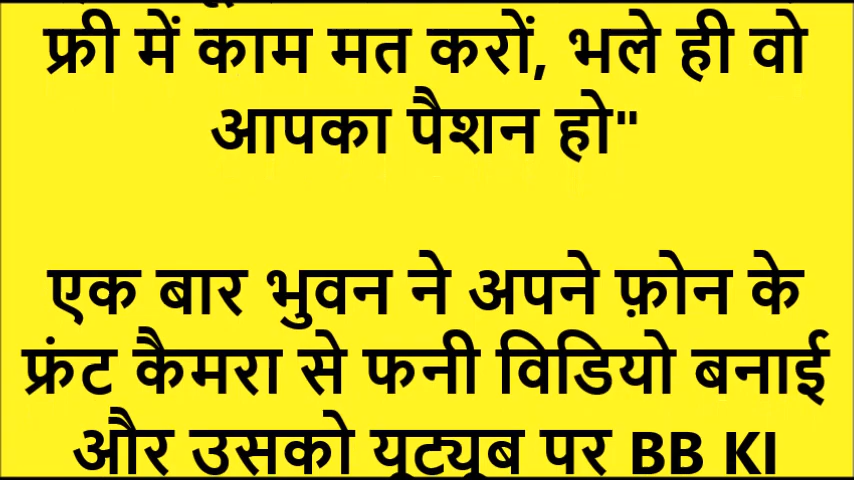 फ्री में काम मत करों, भले ही वो
आपका पैशन हो"
एक बार भुवन ने अपने फ़ोन के
फ्रंट कैमरा से फनी विडियो बनाई
और उसको यूट्यूब पर BB KI